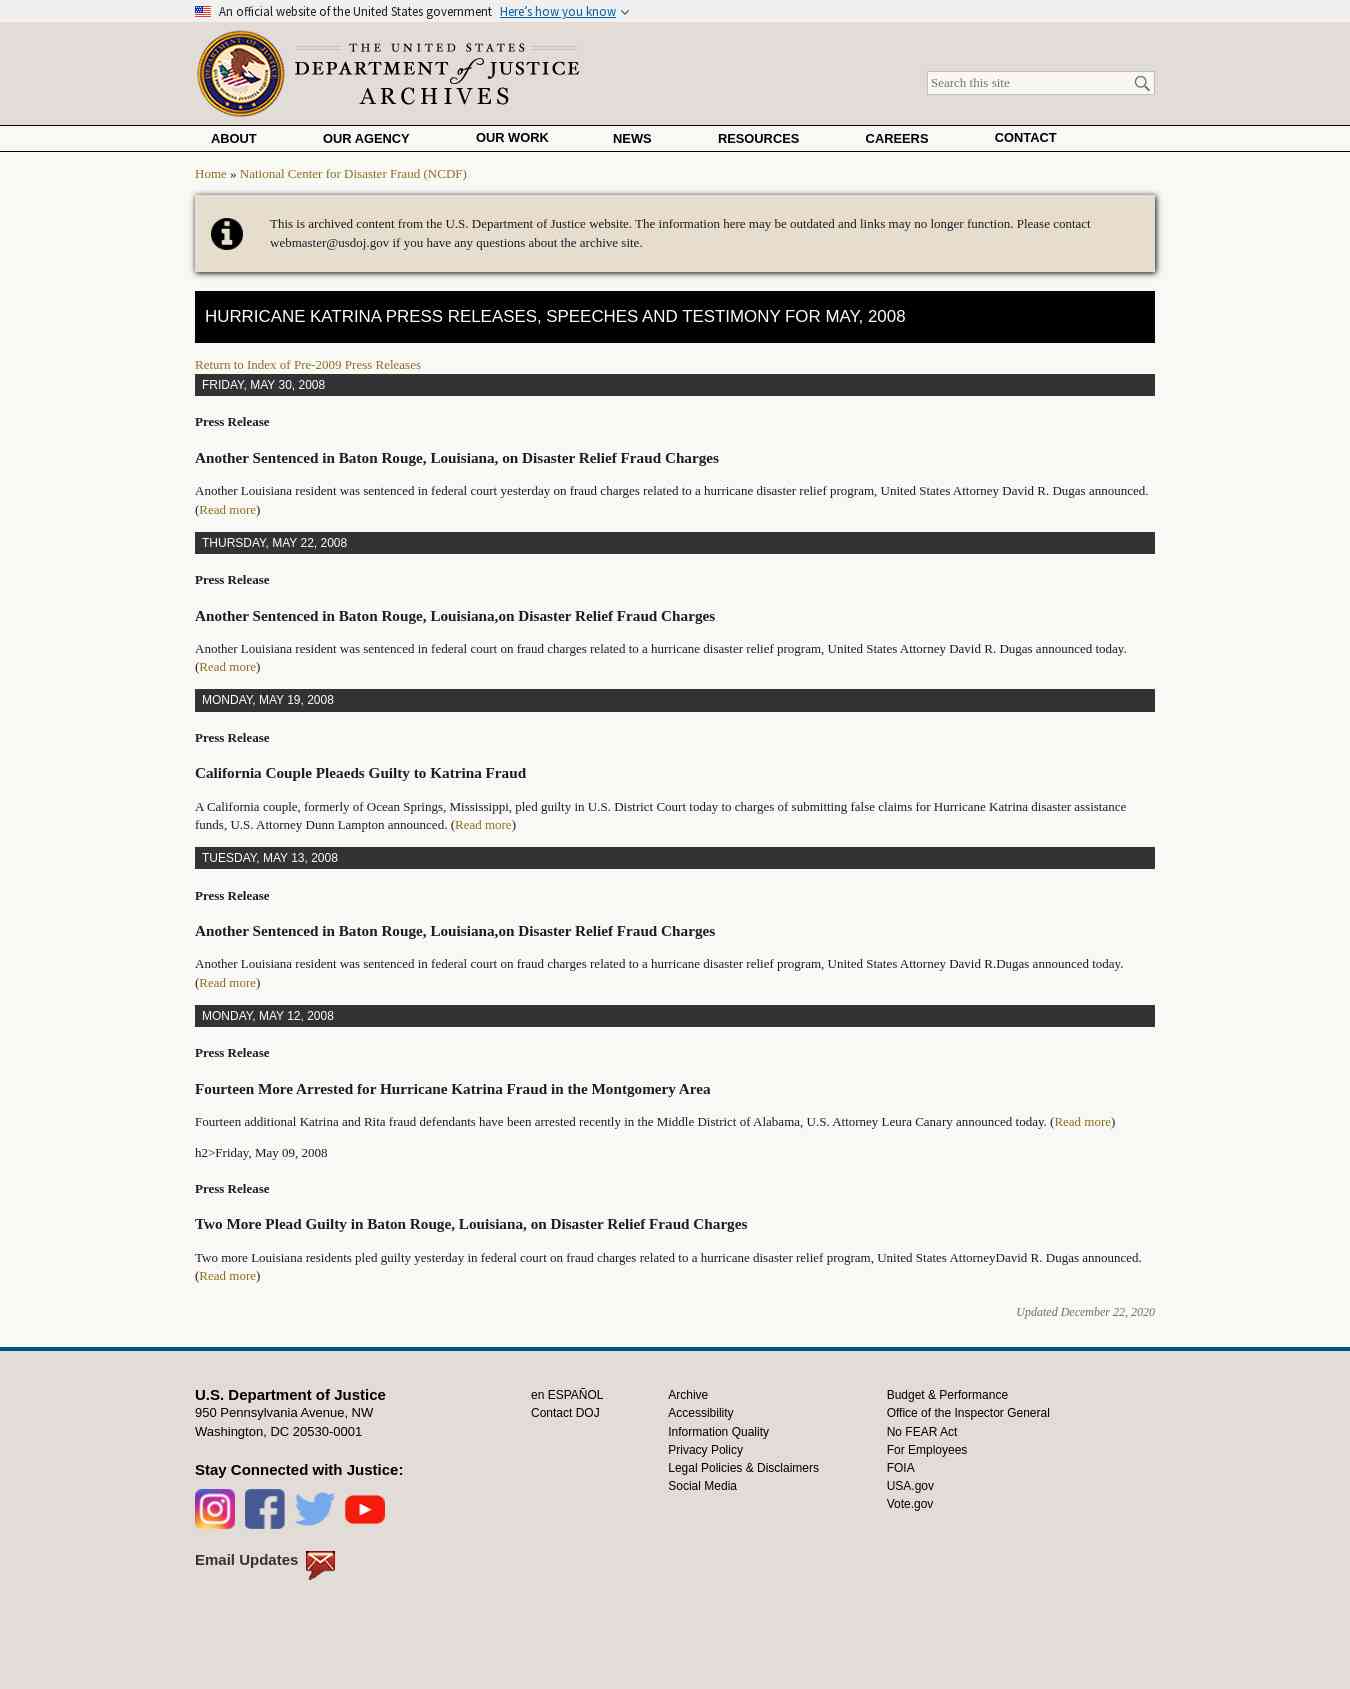 An official website of the United States government Here’s how you know
THE UNITED STATES
DEPARTMENT of JUSTICE
ARCHIVES
Search this site
ABOUT OUR AGENCY OUR WORK NEWS RESOURCES CAREERS CONTACT
Home » National Center for Disaster Fraud (NCDF)
This is archived content from the U.S. Department of Justice website. The information here may be outdated and links may no longer function. Please contact
webmaster@usdoj.gov if you have any questions about the archive site.
HURRICANE KATRINA PRESS RELEASES, SPEECHES AND TESTIMONY FOR MAY, 2008
Return to Index of Pre-2009 Press Releases
FRIDAY, MAY 30, 2008
Press Release
Another Sentenced in Baton Rouge, Louisiana, on Disaster Relief Fraud Charges
Another Louisiana resident was sentenced in federal court yesterday on fraud charges related to a hurricane disaster relief program, United States Attorney David R. Dugas announced.
(Read more)
THURSDAY, MAY 22, 2008
Press Release
Another Sentenced in Baton Rouge, Louisiana,on Disaster Relief Fraud Charges
Another Louisiana resident was sentenced in federal court on fraud charges related to a hurricane disaster relief program, United States Attorney David R. Dugas announced today.
(Read more)
MONDAY, MAY 19, 2008
Press Release
California Couple Pleaeds Guilty to Katrina Fraud
A California couple, formerly of Ocean Springs, Mississippi, pled guilty in U.S. District Court today to charges of submitting false claims for Hurricane Katrina disaster assistance
funds, U.S. Attorney Dunn Lampton announced. (Read more)
TUESDAY, MAY 13, 2008
Press Release
Another Sentenced in Baton Rouge, Louisiana,on Disaster Relief Fraud Charges
Another Louisiana resident was sentenced in federal court on fraud charges related to a hurricane disaster relief program, United States Attorney David R.Dugas announced today.
(Read more)
MONDAY, MAY 12, 2008
Press Release
Fourteen More Arrested for Hurricane Katrina Fraud in the Montgomery Area
Fourteen additional Katrina and Rita fraud defendants have been arrested recently in the Middle District of Alabama, U.S. Attorney Leura Canary announced today. (Read more)
h2>Friday, May 09, 2008
Press Release
Two More Plead Guilty in Baton Rouge, Louisiana, on Disaster Relief Fraud Charges
Two more Louisiana residents pled guilty yesterday in federal court on fraud charges related to a hurricane disaster relief program, United States AttorneyDavid R. Dugas announced.
(Read more)
Updated December 22, 2020
U.S. Department of Justice
950 Pennsylvania Avenue, NW
Washington, DC 20530-0001
Stay Connected with Justice:
Email Updates
en ESPAÑOL
Contact DOJ
Archive
Accessibility
Information Quality
Privacy Policy
Legal Policies & Disclaimers
Social Media
Budget & Performance
Office of the Inspector General
No FEAR Act
For Employees
FOIA
USA.gov
Vote.gov